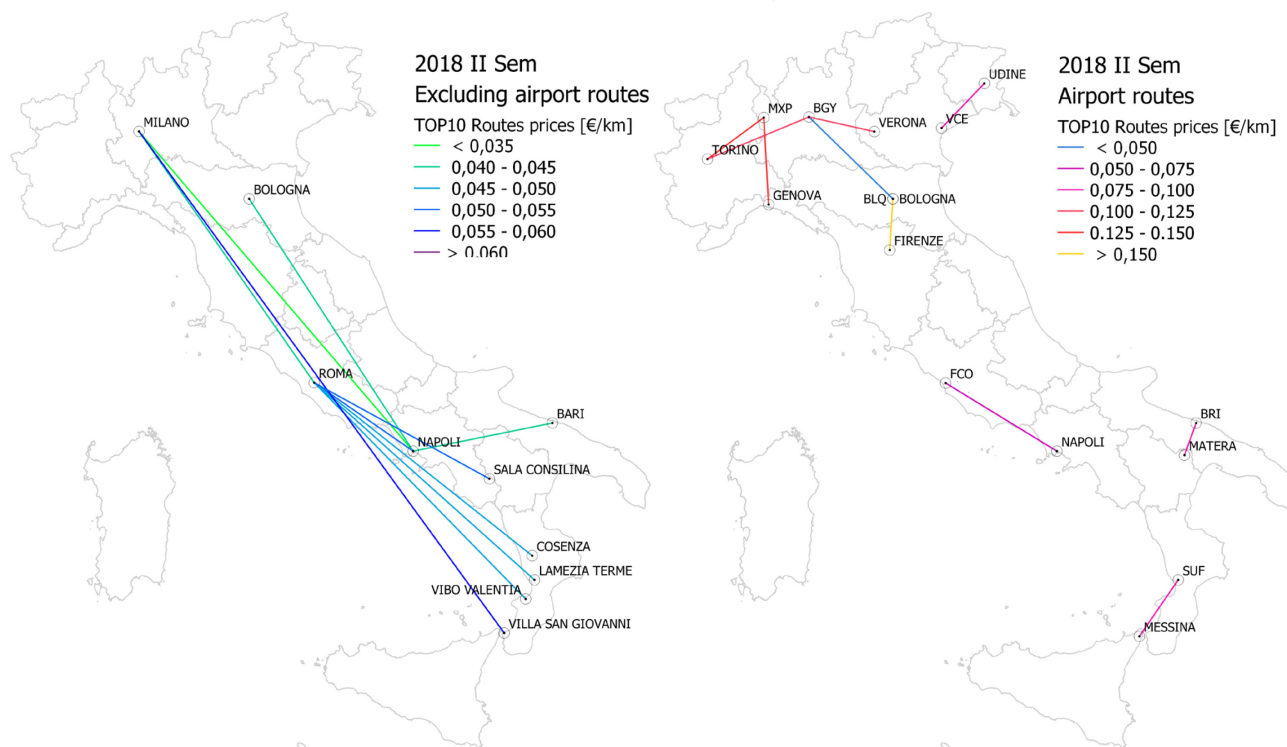 2018 II Sem
Excluding airport routes
TOP10 Routes prices [€/km]
< 0,035
0,040 - 0,045
0,045 - 0,050
0,050 - 0,055
0,055 - 0,060
> 0,060
MILANO
BOLOGNA
ROMA
BARI
NAPOLI
SALA CONSILINA
COSENZA
LAMEZIA TERME
VIBO VALENTIA
VILLA SAN GIOVANNI
2018 II Sem
Airport routes
TOP10 Routes prices [€/km]
< 0,050
0,050 - 0,075
0,075 - 0,100
0,100 - 0,125
0.125 - 0.150
> 0,150
UDINE
MXP
BGY
VCE
VERONA
TORINO
GENOVA
BLQ
BOLOGNA
FIRENZE
FCO
BRI
NAPOLI
MATERA
SUF
MESSINA